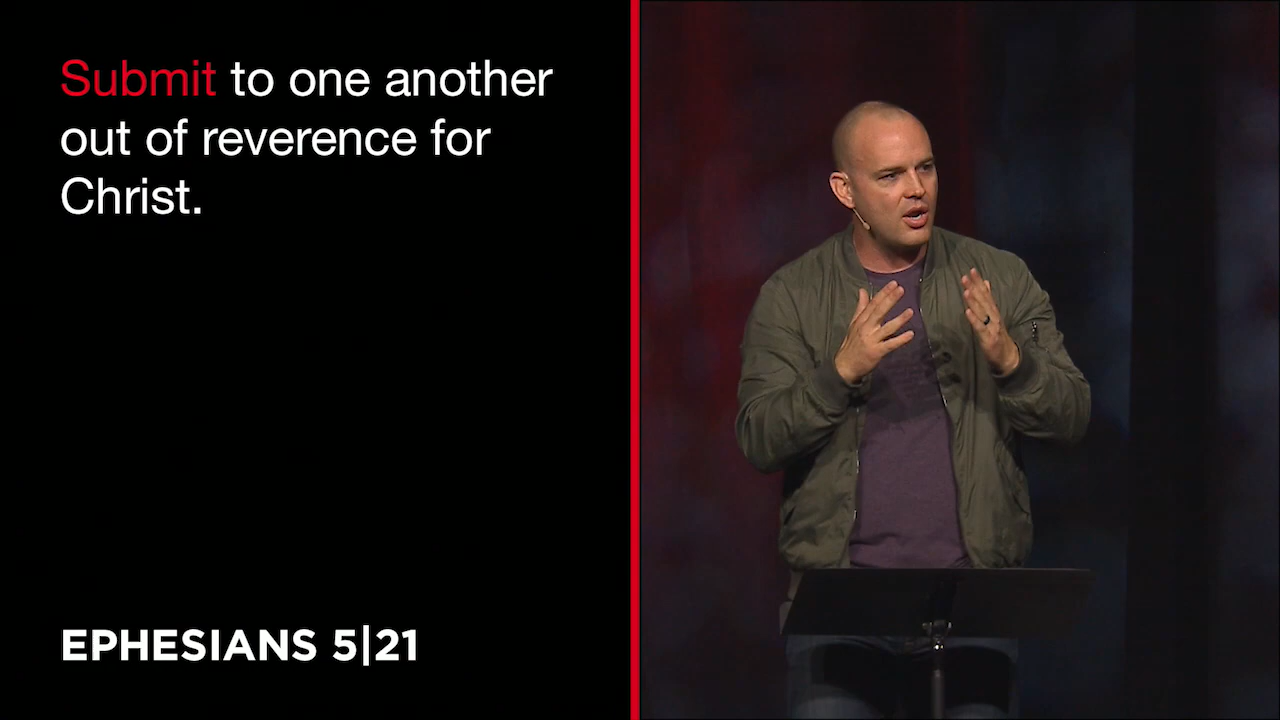 Submit to one another
out of reverence for
Christ.
EPHESIANS 5|21